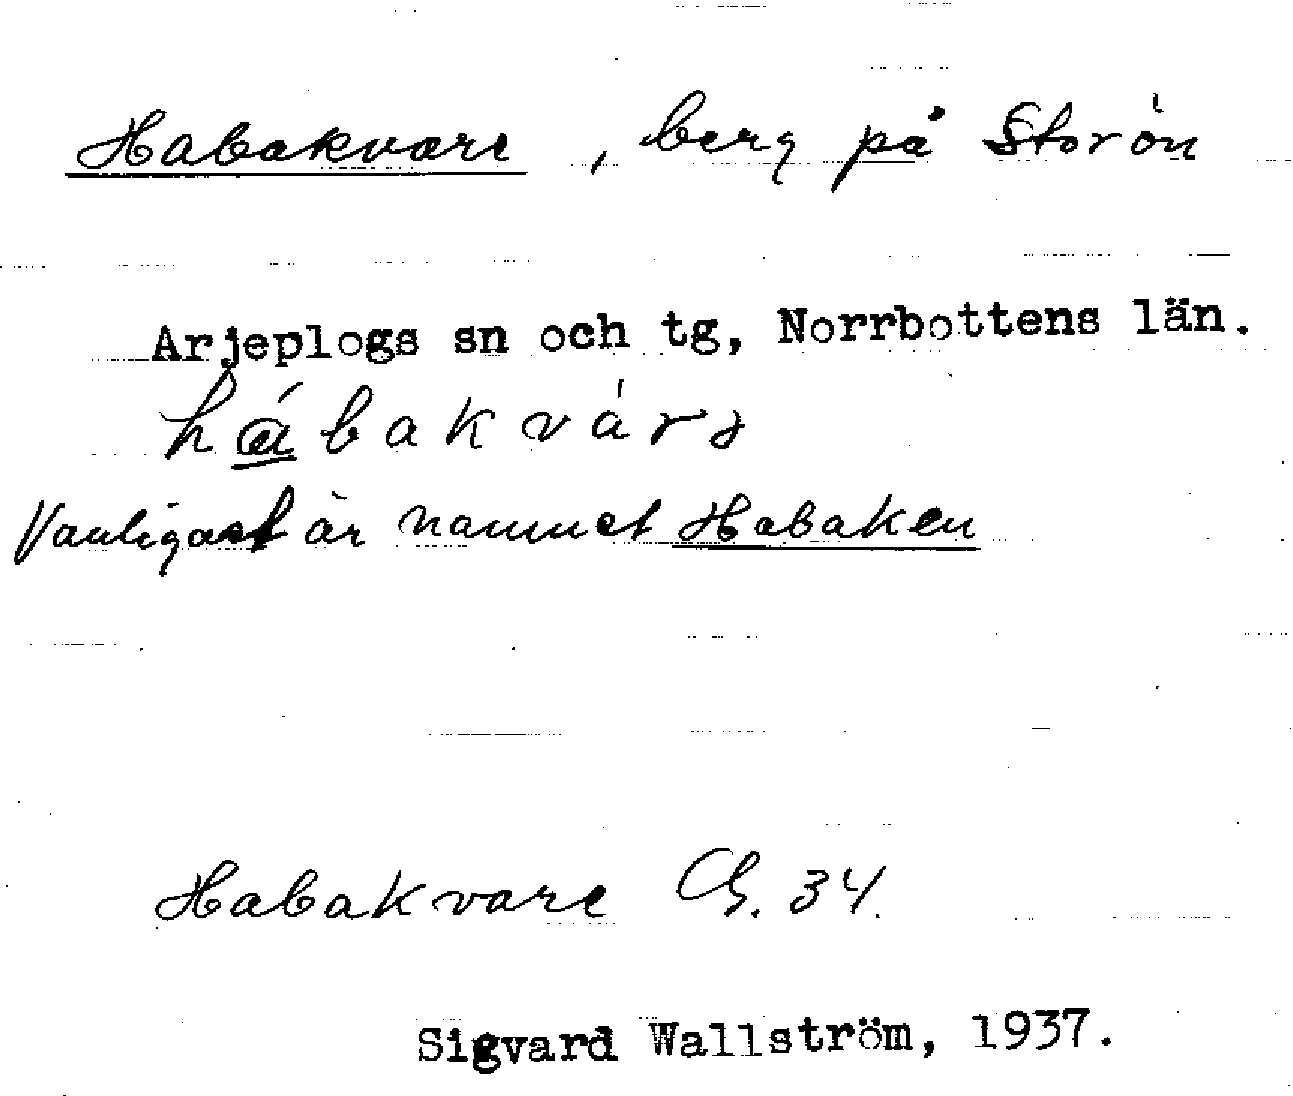 Habakvare, berg på Storön
Arjeplogs sn och tg, Norrbottens län.
hábakvàrə
Vanligast är namnet Habaken
Habakvare G. 34.
Sigvard Wallström, 1937.